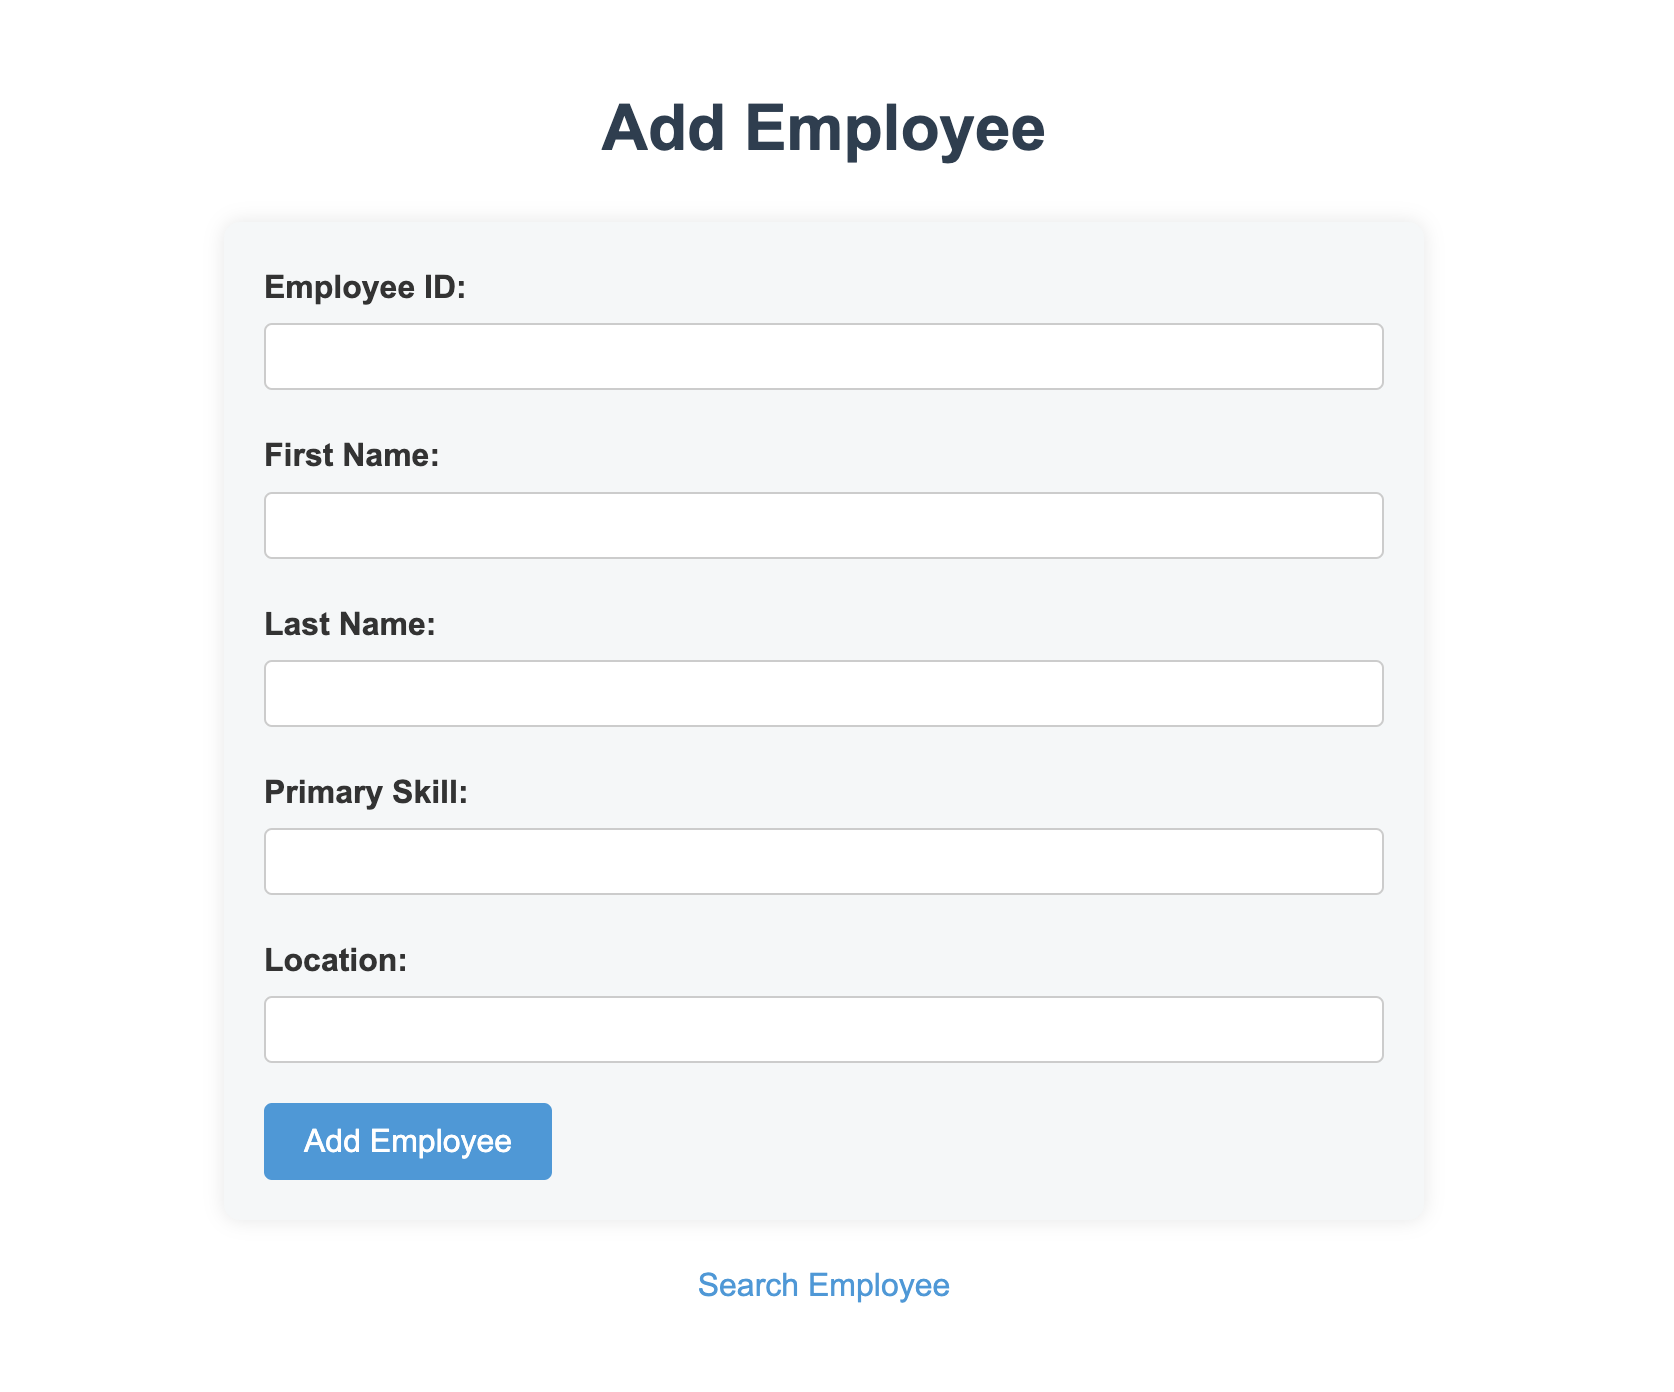 Add Employee
Employee ID:
First Name:
Last Name:
Primary Skill:
Location:
Add Employee
Search Employee